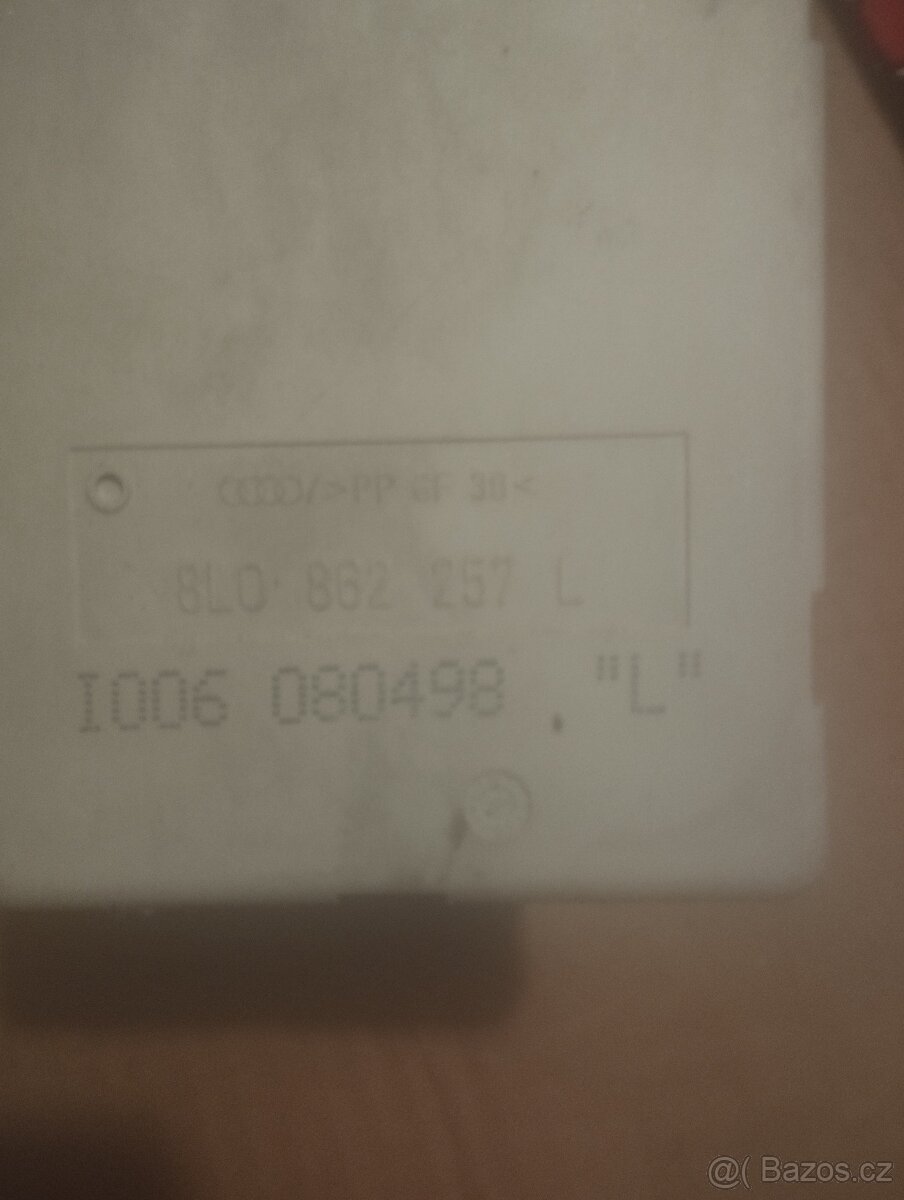 >PP GF 30<
8L0 862 257 L
I006 080498 . "L"
@( Bazos.cz